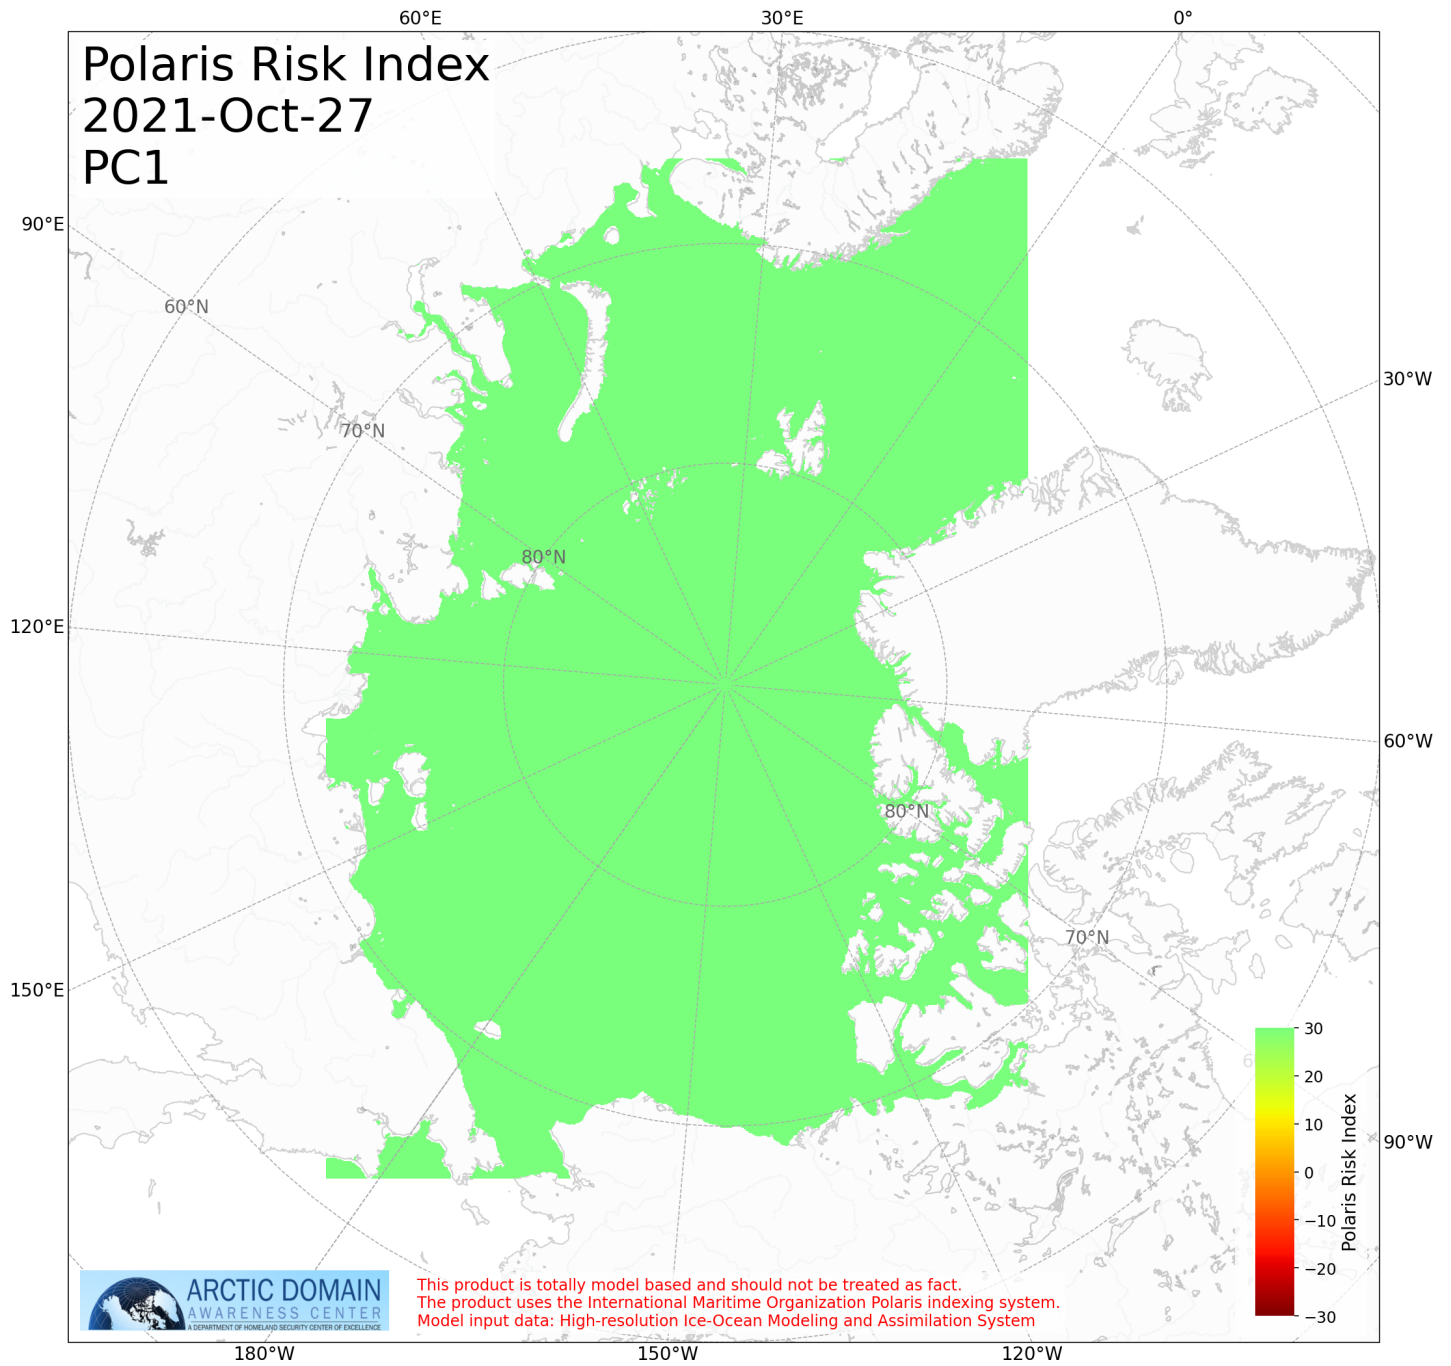 60°E 30°E 0°
Polaris Risk Index
2021-Oct-27
PC1
90°E
60°N
30°W
70°N
80°N
120°E
60°W
80°N
70°N
150°E
30
20
10
0
−10
−20
−30
Polaris Risk Index
90°W
ARCTIC DOMAIN
AWARENESS CENTER
A DEPARTMENT OF HOMELAND SECURITY CENTER OF EXCELLENCE
This product is totally model based and should not be treated as fact.
The product uses the International Maritime Organization Polaris indexing system.
Model input data: High-resolution Ice-Ocean Modeling and Assimilation System
180°W 150°W 120°W